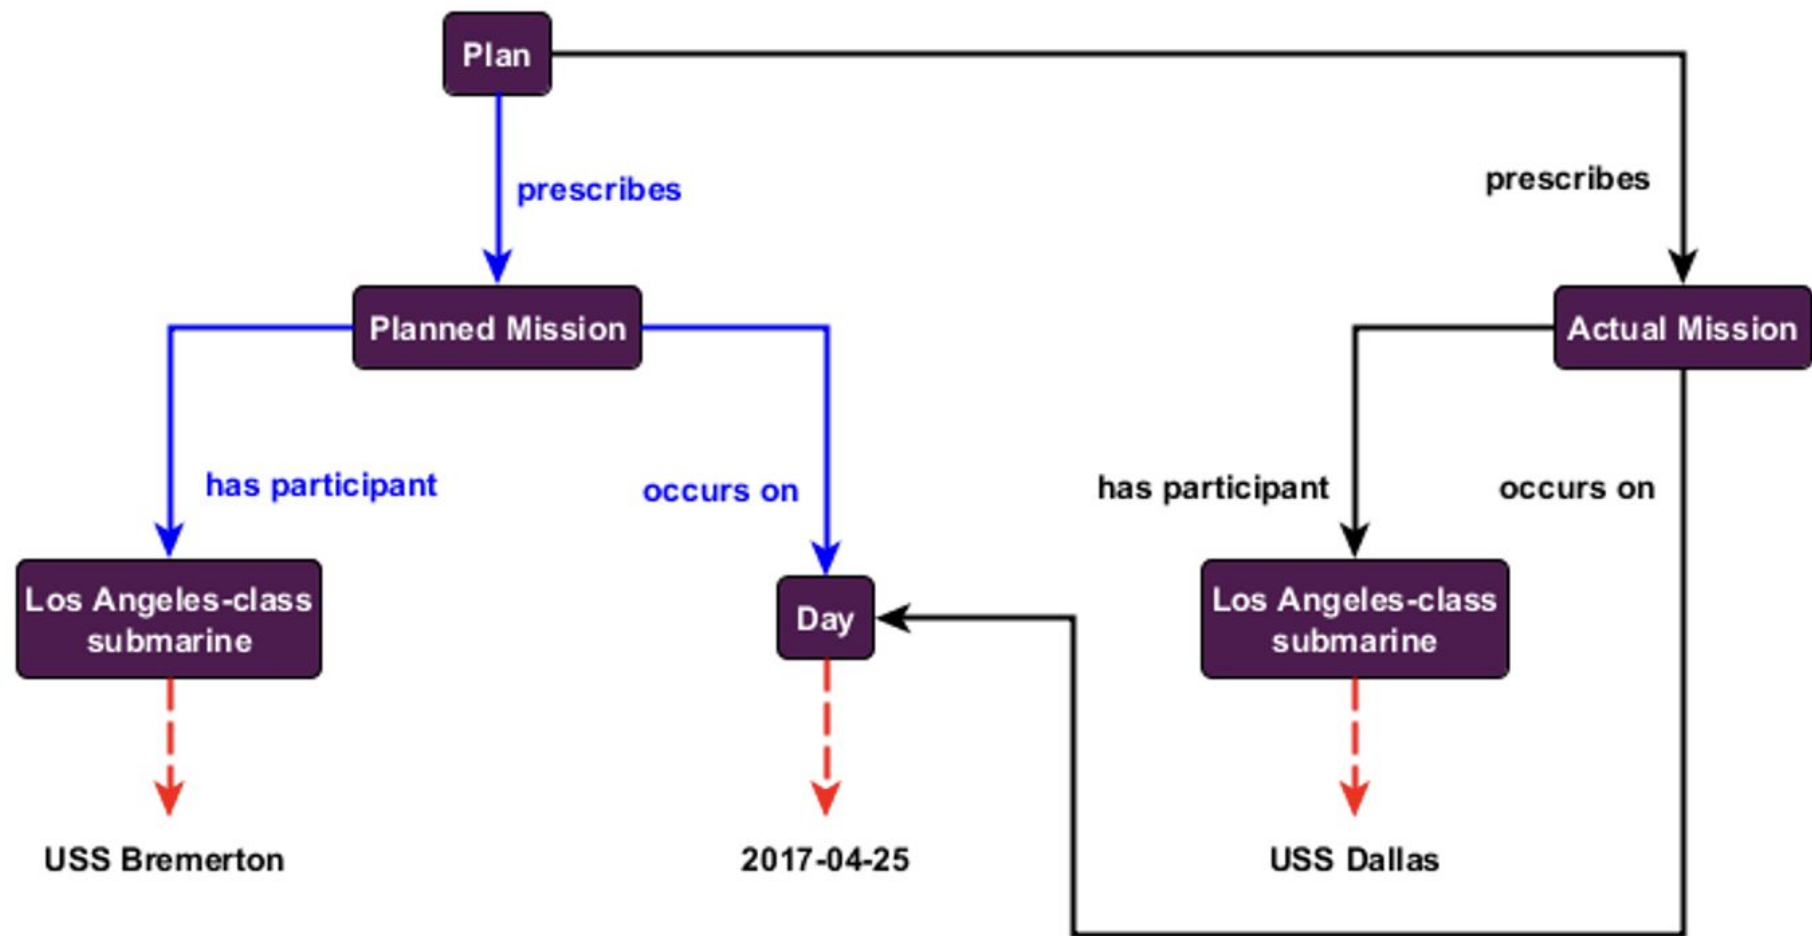 Plan
prescribes
prescribes
Planned Mission
Actual Mission
has participant
occurs on
has participant
occurs on
Los Angeles-class
submarine
Day
Los Angeles-class
submarine
USS Bremerton
2017-04-25
USS Dallas